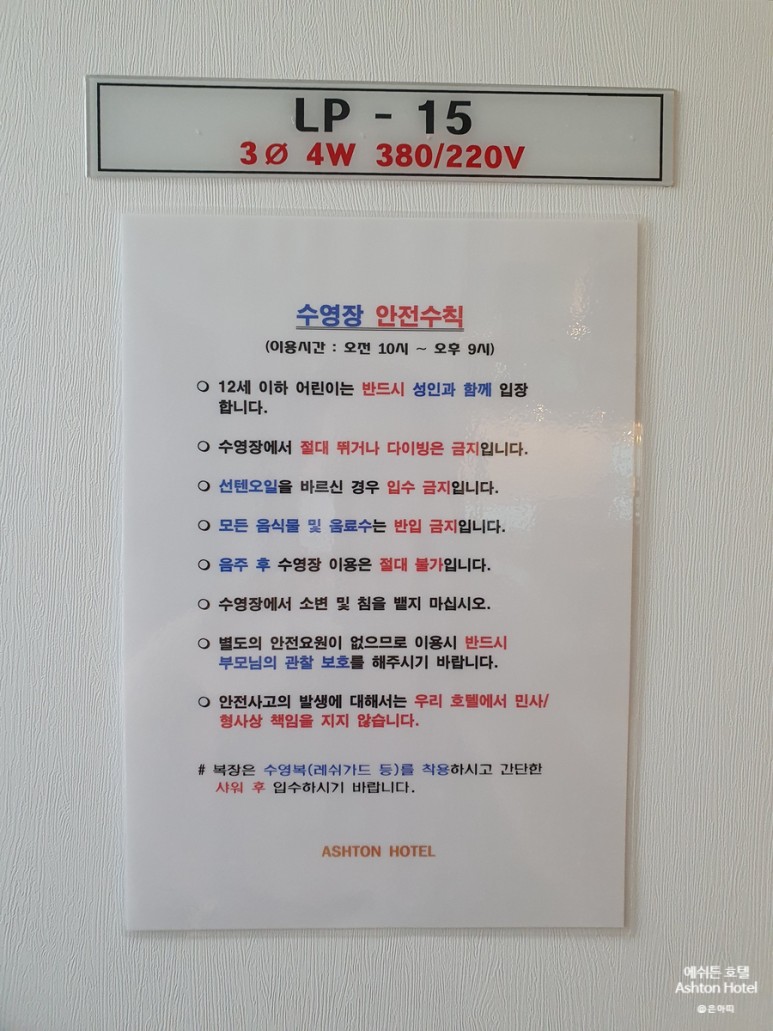 LP - 15
3Ø 4W 380/220V
수영장 안전수칙
(이용시간 : 오전 10시 ~ 오후 9시)
❍ 12세 이하 어린이는 반드시 성인과 함께 입장
합니다.
❍ 수영장에서 절대 뛰거나 다이빙은 금지입니다.
❍ 선텐오일을 바르신 경우 입수 금지입니다.
❍ 모든 음식물 및 음료수는 반입 금지입니다.
❍ 음주 후 수영장 이용은 절대 불가입니다.
❍ 수영장에서 소변 및 침을 뱉지 마십시오.
❍ 별도의 안전요원이 없으므로 이용시 반드시
부모님의 관찰 보호를 해주시기 바랍니다.
❍ 안전사고의 발생에 대해서는 우리 호텔에서 민사/
형사상 책임을 지지 않습니다.
# 복장은 수영복(레쉬가드 등)를 착용하시고 간단한
샤워 후 입수하시기 바랍니다.
ASHTON HOTEL
에쉬튼 호텔
Ashton Hotel